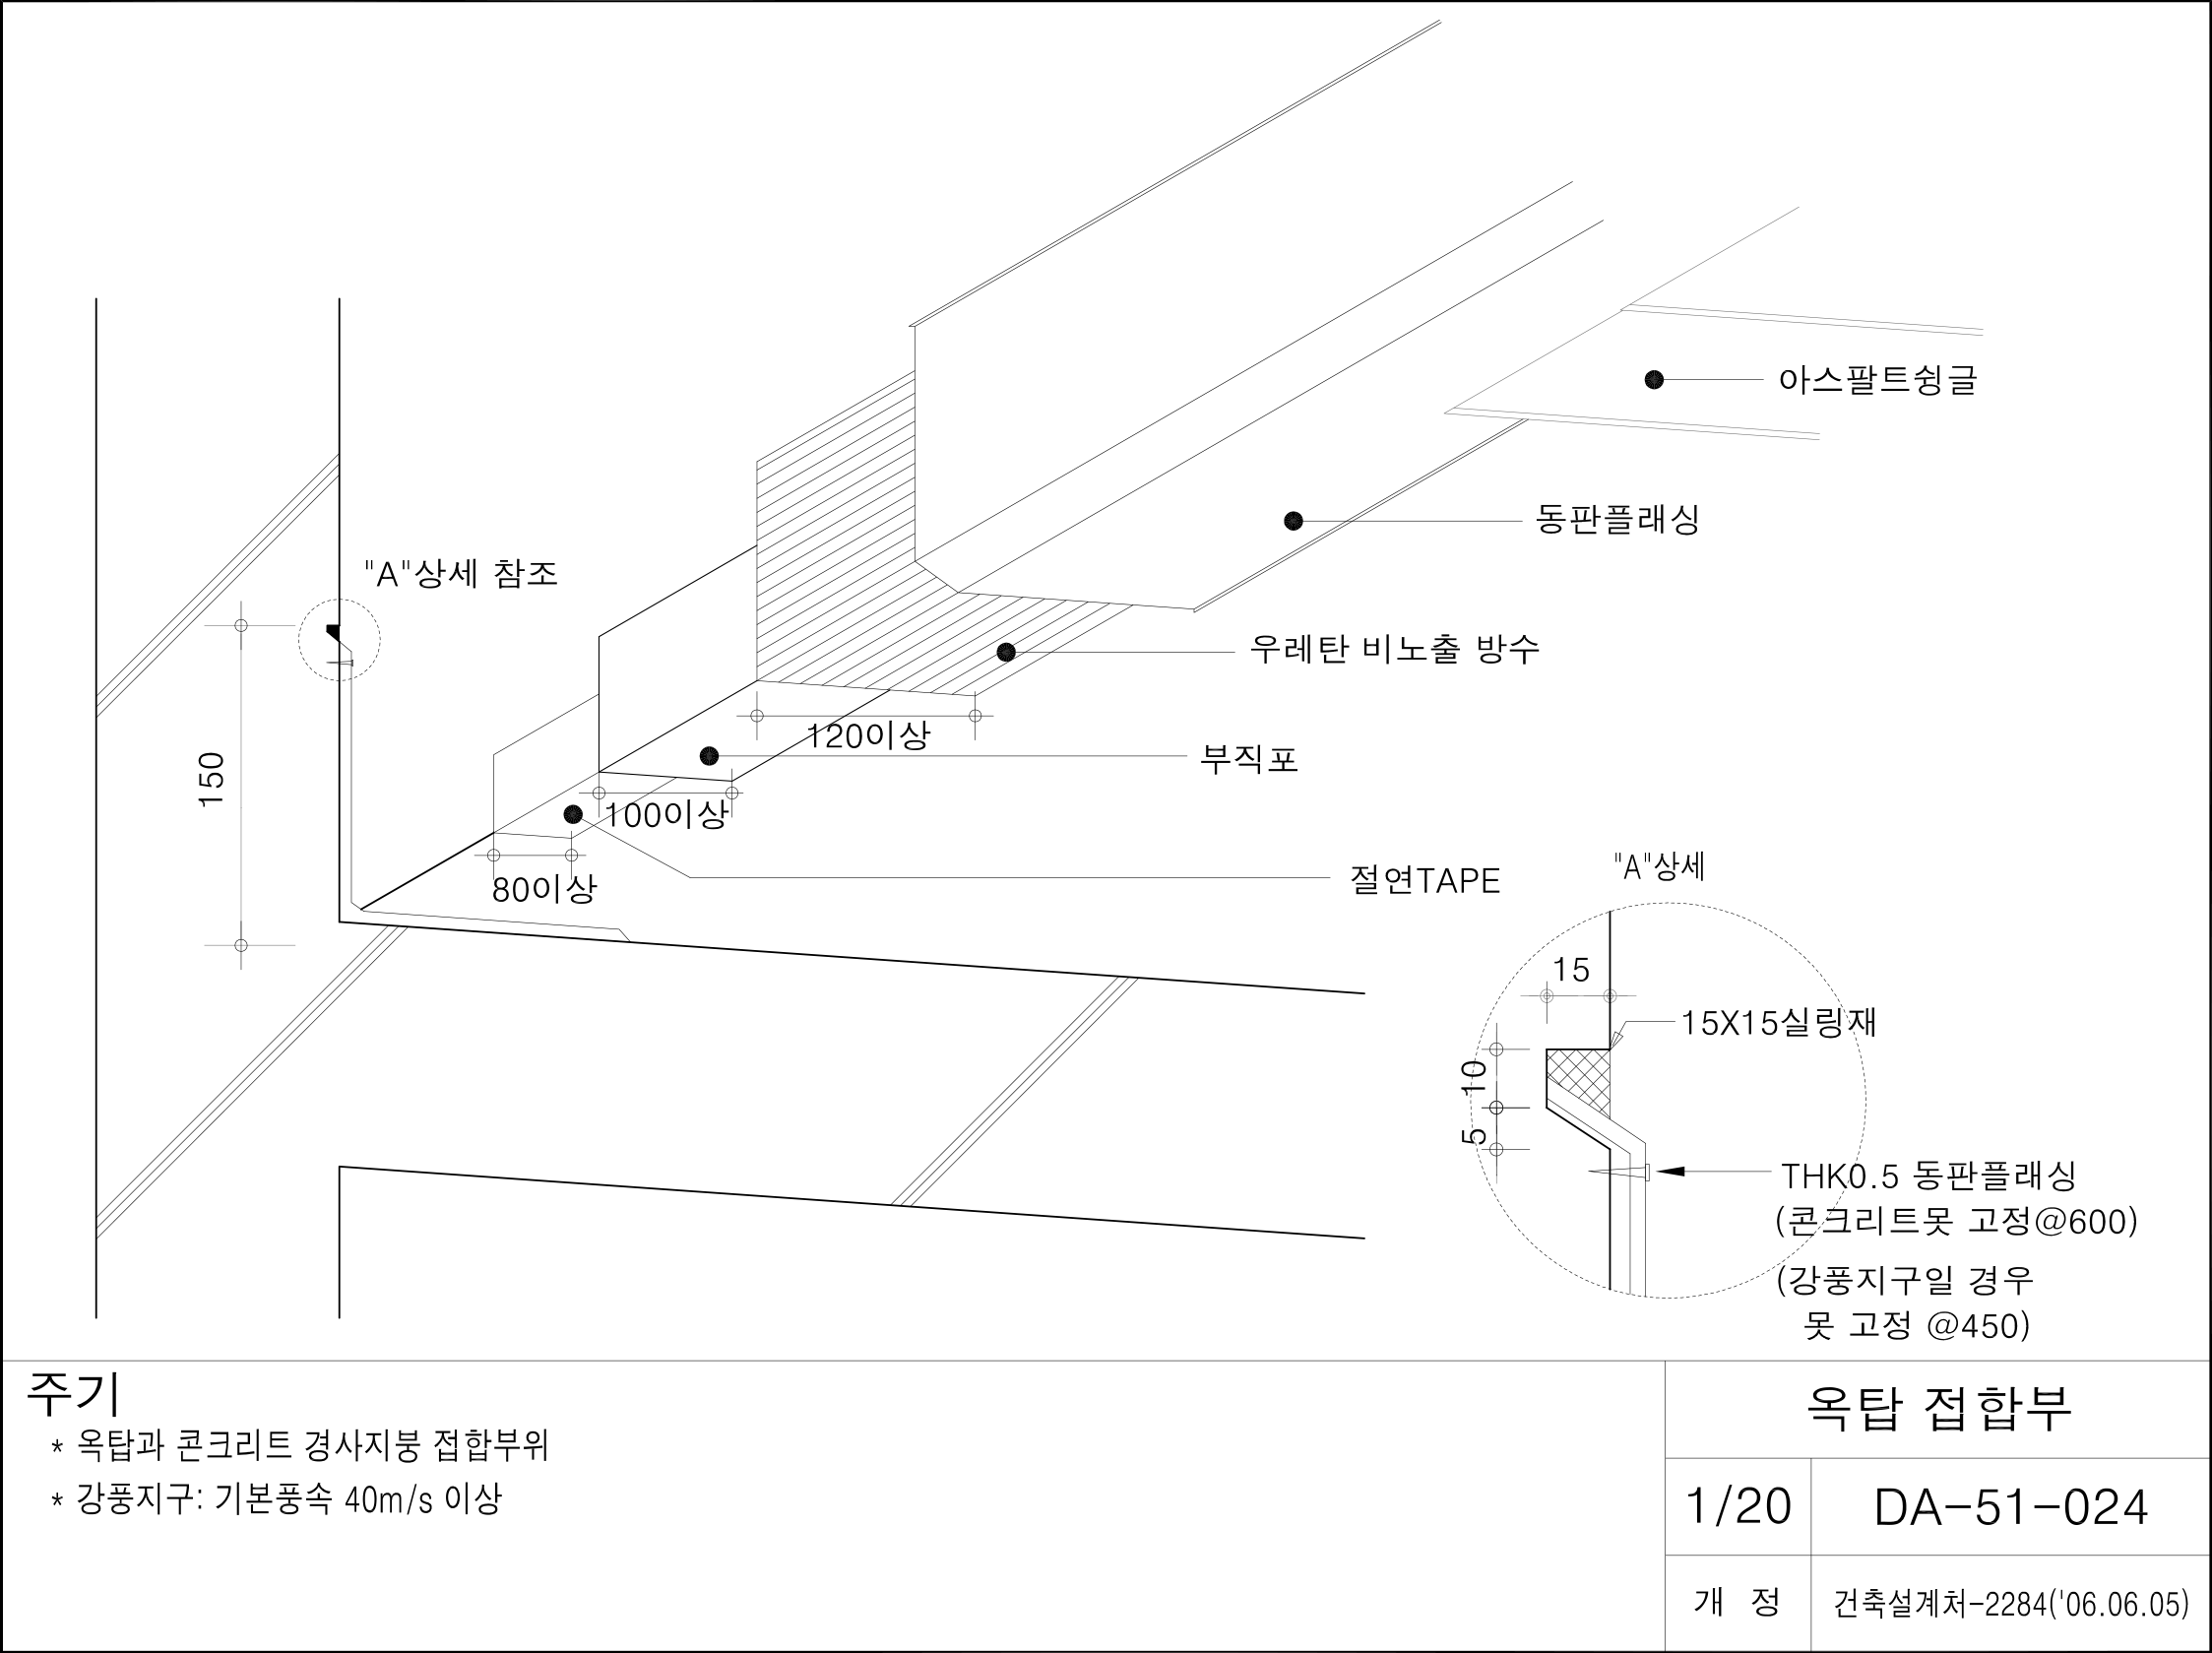 아스팔트슁글
동판플래싱
"A"상세 참조
우레탄 비노출 방수
120이상
부직포
150
100이상
80이상
절연TAPE
"A"상세
15
15X15실링재
10
5
THK0.5 동판플래싱
(콘크리트못 고정@600)
(강풍지구일 경우
못 고정 @450)
주기
* 옥탑과 콘크리트 경사지붕 접합부위
* 강풍지구: 기본풍속 40m/s 이상
옥탑 접합부
1/20
DA-51-024
개 정
건축설계처-2284('06.06.05)